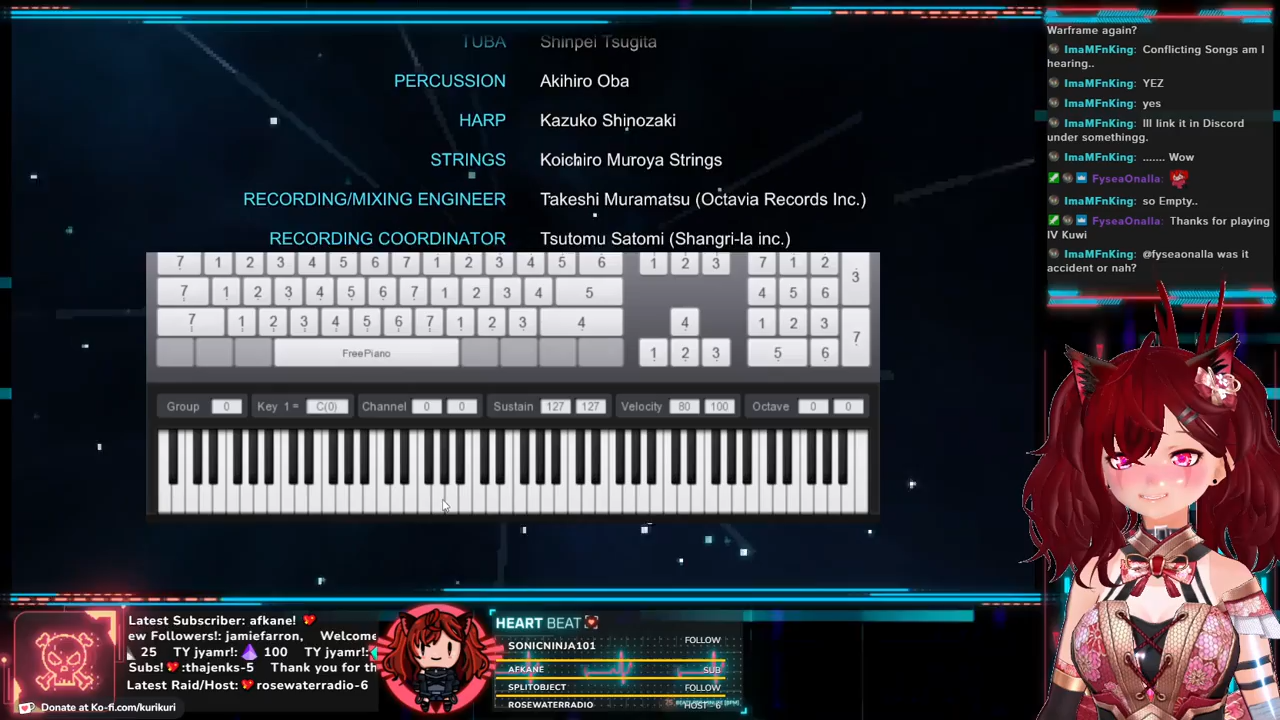 TUBA Shinpei Tsugita
PERCUSSION Akihiro Oba
HARP Kazuko Shinozaki
STRINGS Koichiro Muroya Strings
RECORDING/MIXING ENGINEER Takeshi Muramatsu (Octavia Records Inc.)
RECORDING COORDINATOR Tsutomu Satomi (Shangri-la inc.)
7 1 2 3 4 5 6 7 1 2 3 4 5 6 1 2 3 7 1 2 3
7 1 2 3 4 5 6 7 1 2 3 4 5 4 5 6
7 1 2 3 4 5 6 7 1 2 3 4 4 1 2 3 7
FreePiano 1 2 3 5 6
Group 0 Key 1 = C(0) Channel 0 0 Sustain 127 127 Velocity 80 100 Octave 0 0
Warframe again?
ImaMFnKing: Conflicting Songs am I
hearing..
ImaMFnKing: YEZ
ImaMFnKing: yes
ImaMFnKing: Ill link it in Discord
under somethingg.
ImaMFnKing: ....... Wow
FyseaOnalla:
ImaMFnKing: so Empty..
FyseaOnalla: Thanks for playing
IV Kuwi
ImaMFnKing: @fyseaonalla was it
accident or nah?
Latest Subscriber: afkane!
ew Followers!: jamiefarron, Welcome
25 TY jyamr!: 100 TY jyamr!:
Subs! :thajenks-5 Thank you for th
Latest Raid/Host: rosewaterradio-6
Donate at Ko-fi.com/kurikuri
HEART BEAT
SONICNINJA101 FOLLOW
AFKANE SUB
SPLITOBJECT FOLLOW
ROSEWATERRADIO HOST - 6